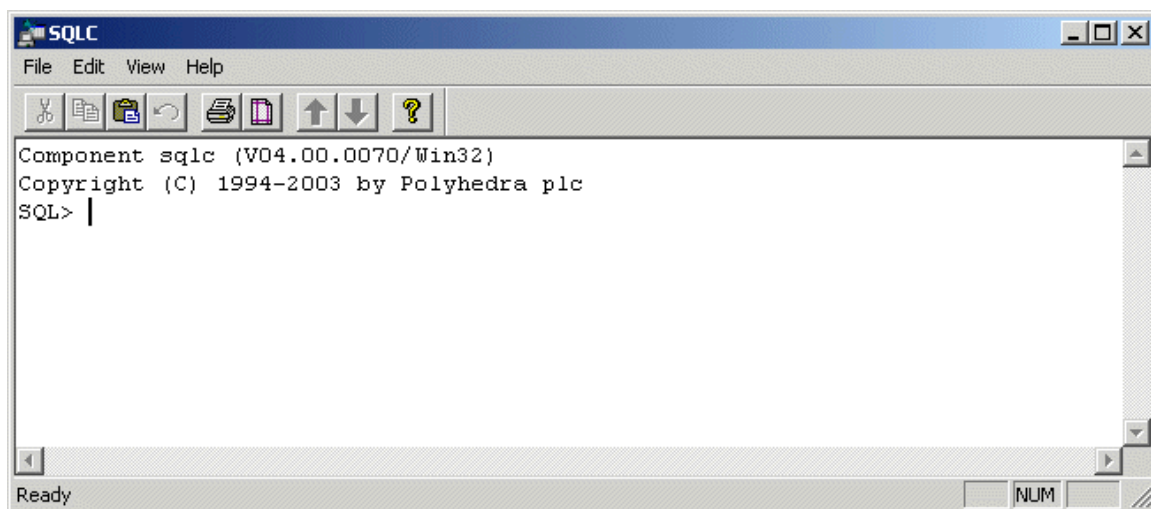 SQLC
File Edit View Help
Component sqlc (V04.00.0070/Win32)
Copyright (C) 1994-2003 by Polyhedra plc
SQL>
Ready NUM